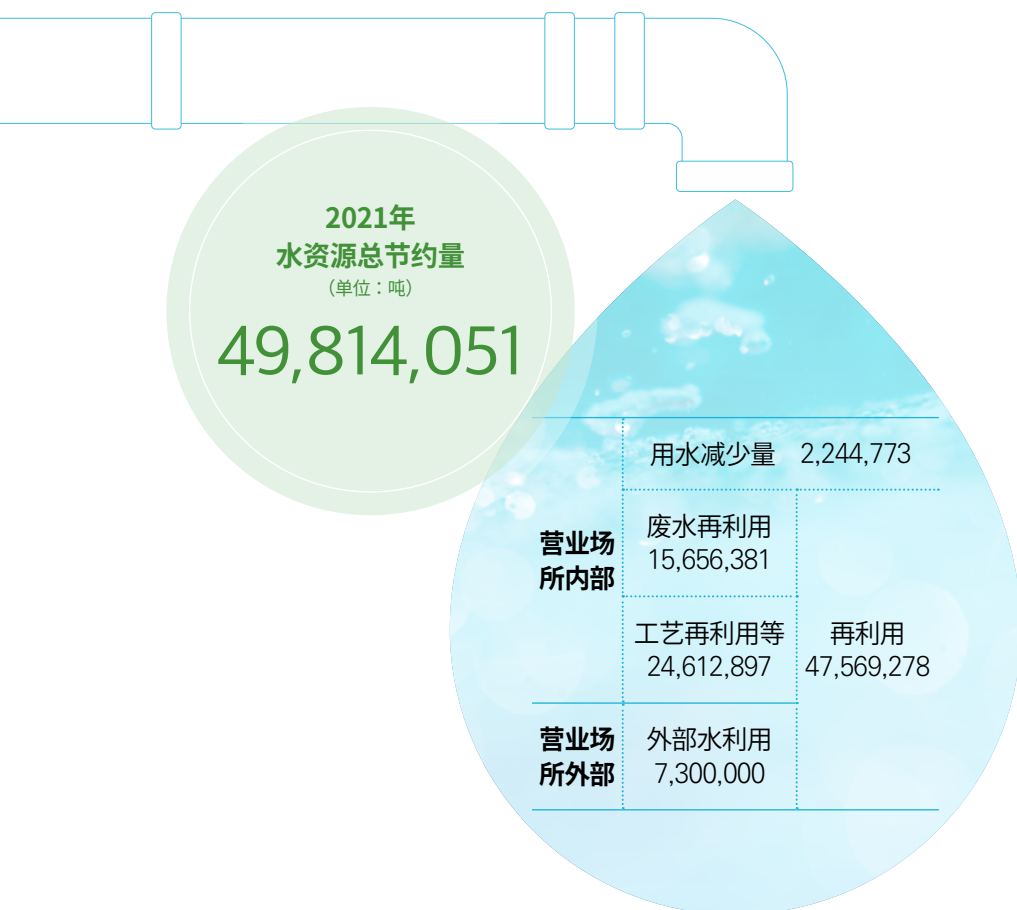 2021年
水资源总节约量
（单位：吨）
49,814,051
用水减少量 2,244,773
营业场
所内部
废水再利用
15,656,381
工艺再利用等
24,612,897
再利用
47,569,278
营业场
所外部
外部水利用
7,300,000